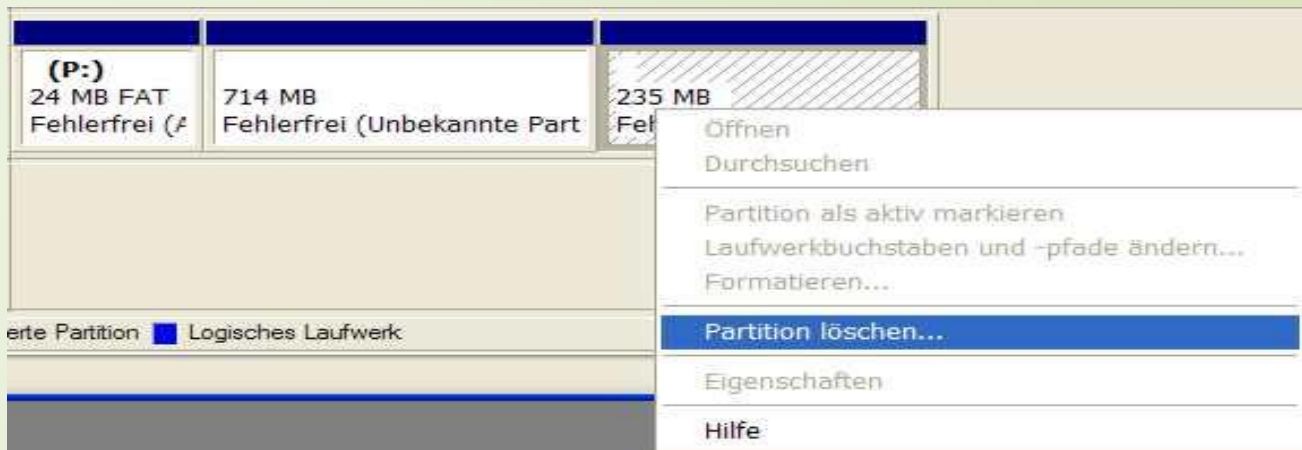 (P:)
24 MB FAT
Fehlerfrei (A
714 MB
Fehlerfrei (Unbekannte Part
235 MB
Feh
Öffnen
Durchsuchen
Partition als aktiv markieren
Laufwerkbuchstaben und -pfade ändern...
Formatieren...
erte Partition Logisches Laufwerk
Partition löschen...
Eigenschaften
Hilfe